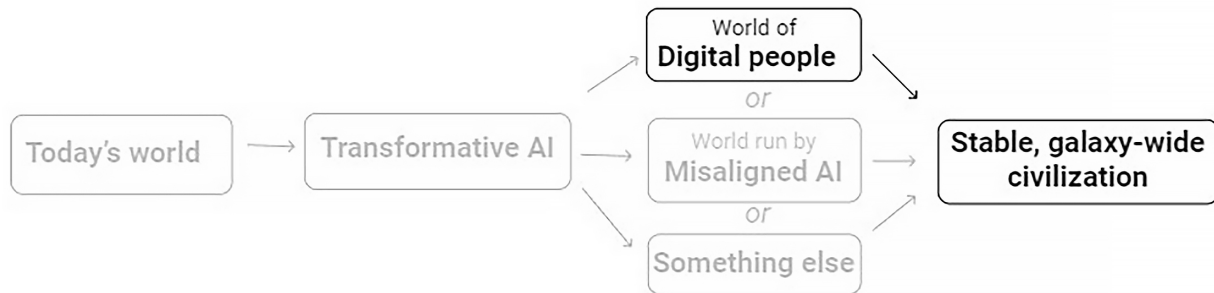 World of
Digital people
or
Today's world
Transformative AI
World run by
Misaligned AI
Stable, galaxy-wide
civilization
or
Something else